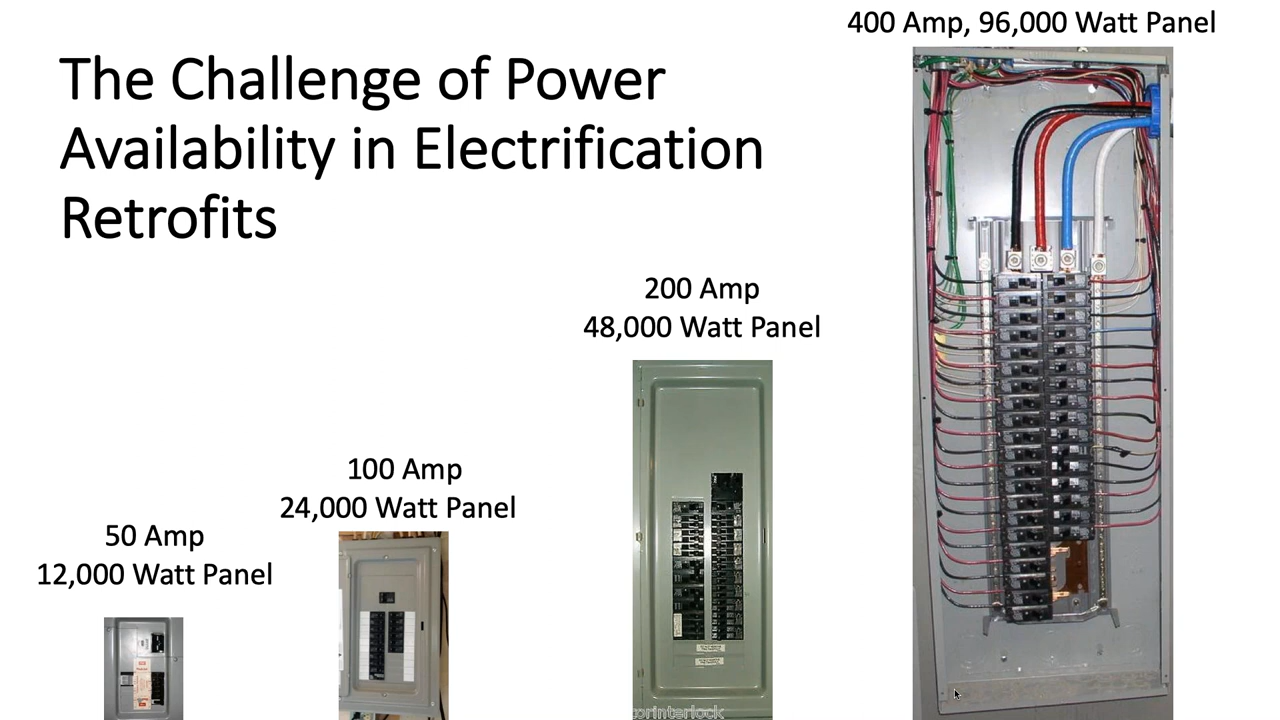 400 Amp, 96,000 Watt Panel
The Challenge of Power
Availability in Electrification
Retrofits
200 Amp
48,000 Watt Panel
100 Amp
24,000 Watt Panel
50 Amp
12,000 Watt Panel
torinterlock